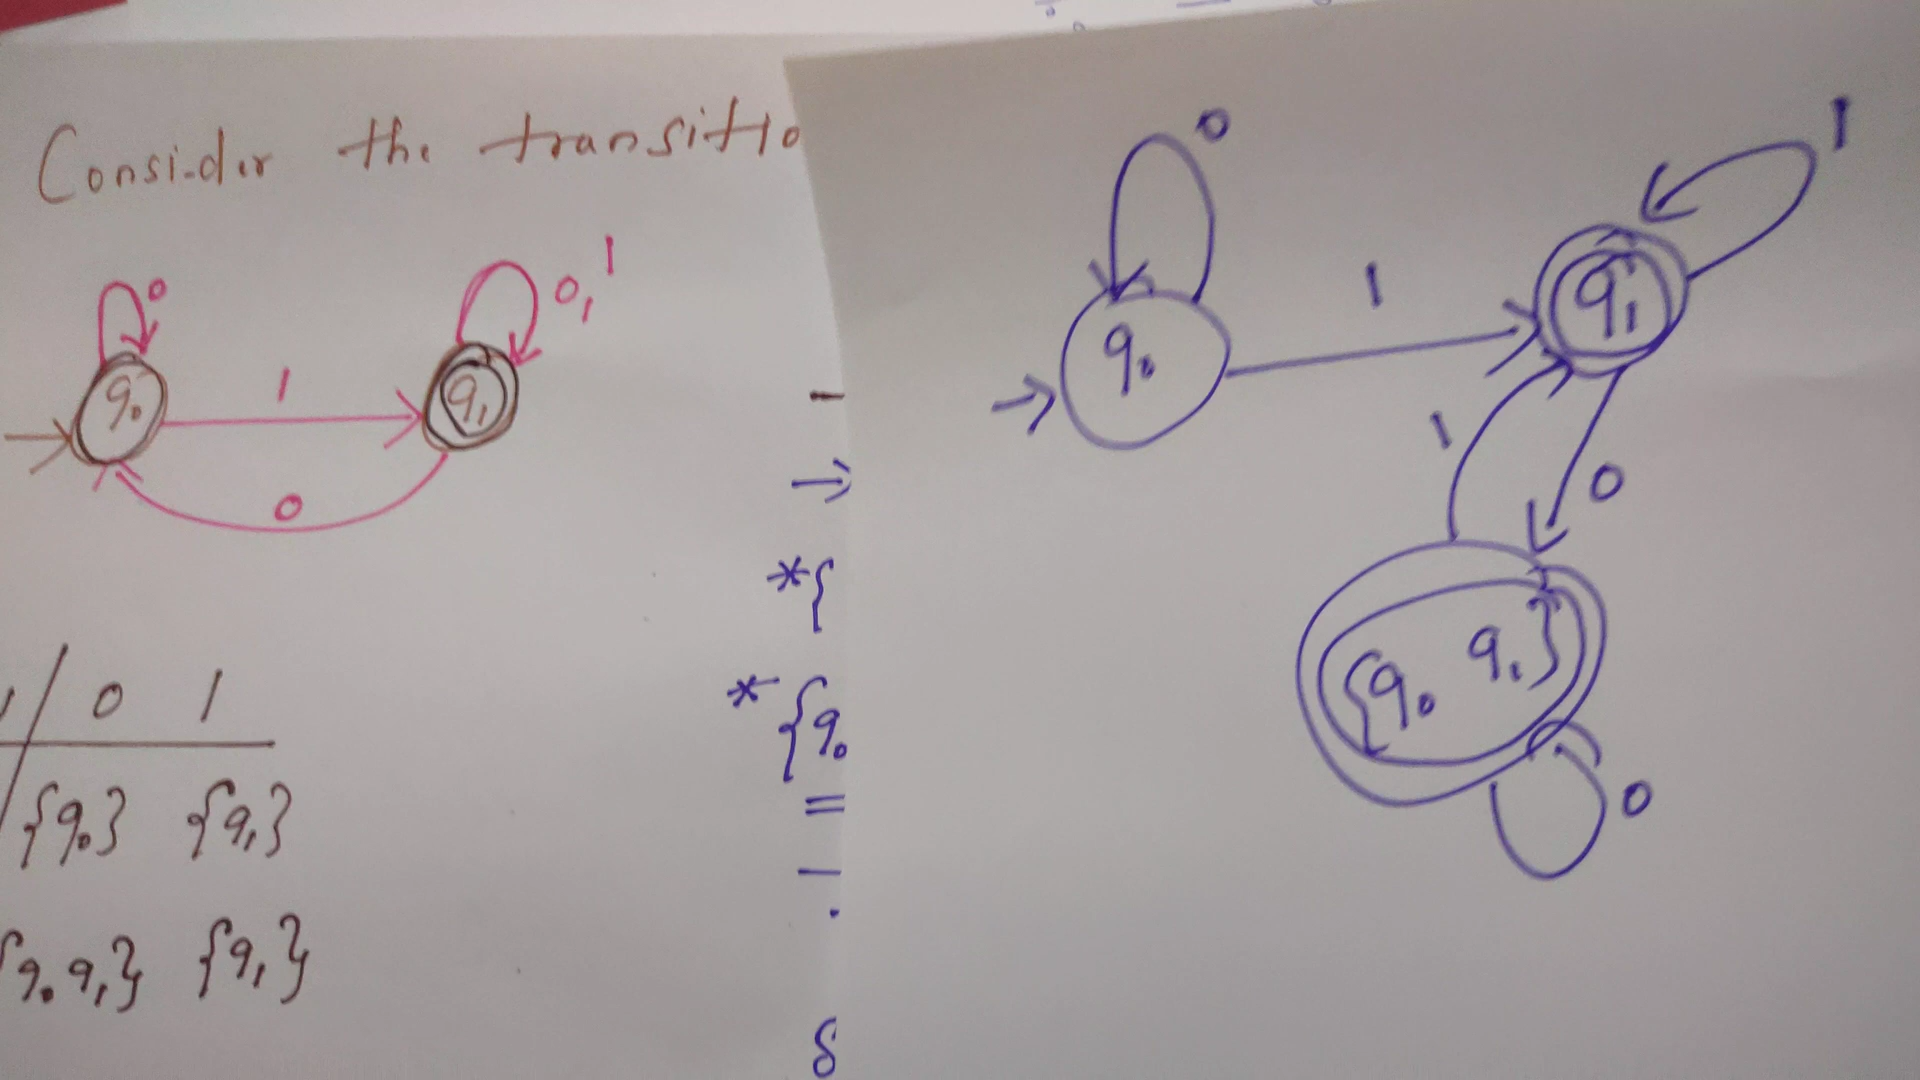 Consider the transitio
0
0, 1
q0
1
q1
0
0 1
{q0} {q1}
{q0 q1} {q1}
→
*{
*{q0
=
δ
0
1
q0
1
q1
1
0
{q0 q1}
0